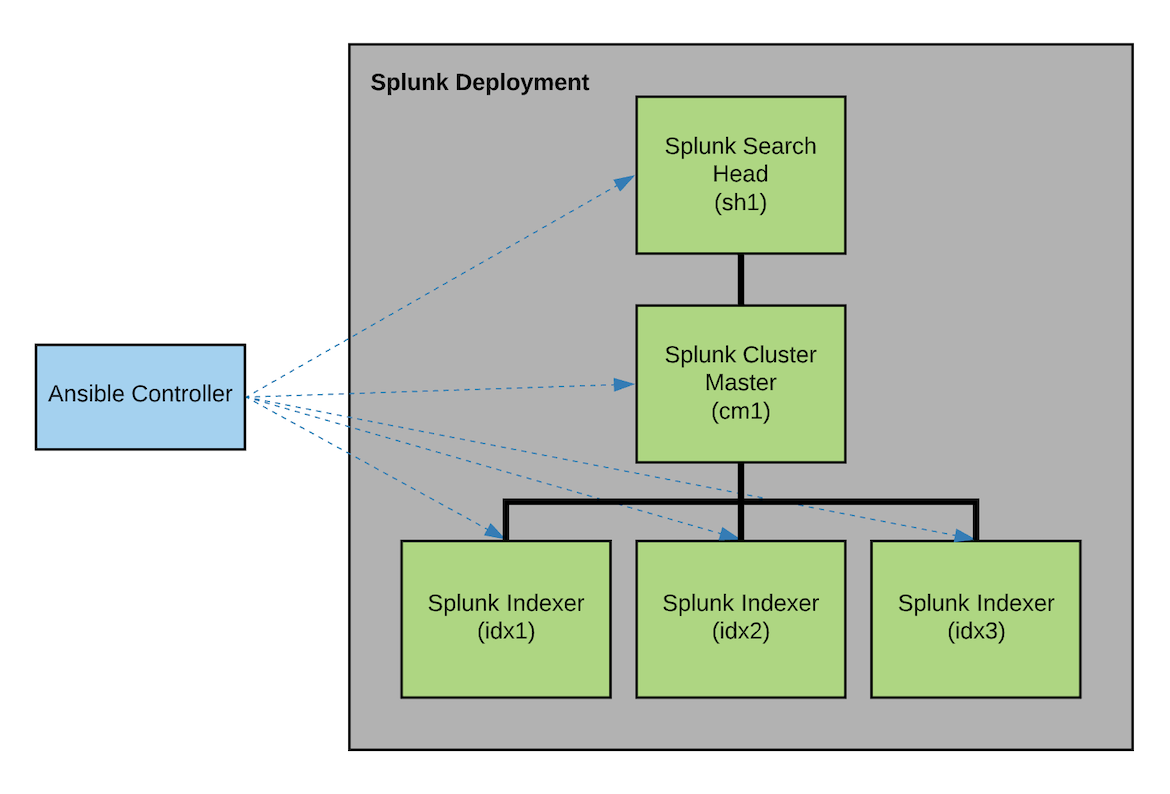 Splunk Deployment
Splunk Search
Head
(sh1)
Ansible Controller
Splunk Cluster
Master
(cm1)
Splunk Indexer
(idx1)
Splunk Indexer
(idx2)
Splunk Indexer
(idx3)